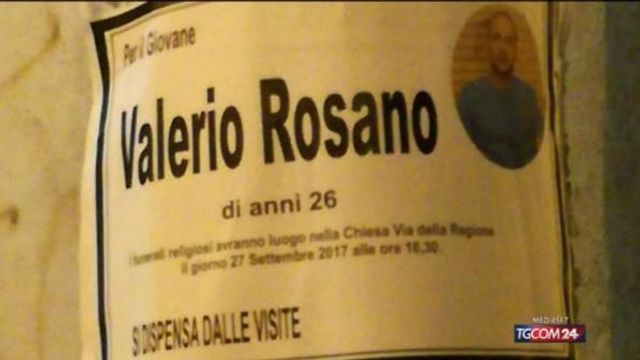 Per il Giovane
Valerio Rosano
di anni 26
I funerali religiosi avranno luogo nella Chiesa Via della Regione
il giorno 27 Settembre 2017 alle ore 16,30.
SI DISPENSA DALLE VISITE
MEDIASET
TGCOM24